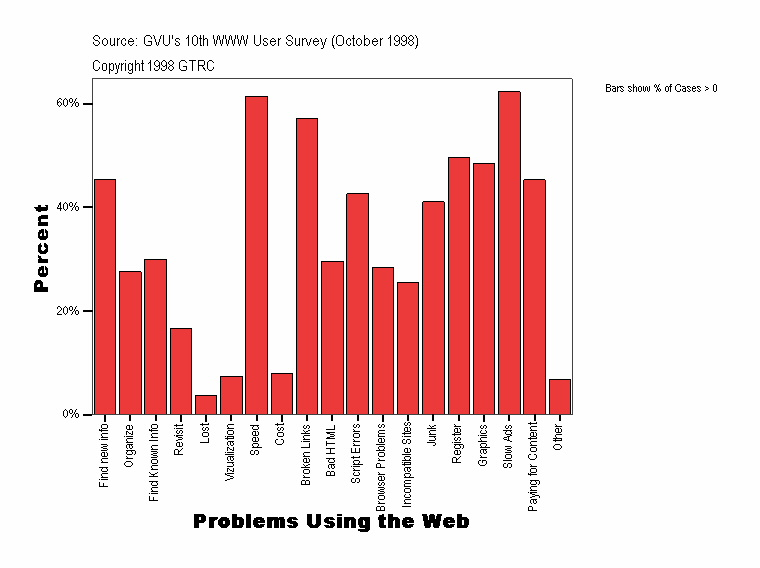 Source: GVU's 10th WWW User Survey (October 1998)
Copyright 1998 GTRC
Bars show % of Cases > 0
60%
40%
20%
0%
Percent
Find new info
Organize
Find Known Info
Revisit
Lost
Vizualization
Speed
Cost
Broken Links
Bad HTML
Script Errors
Browser Problems
Incompatible Sites
Junk
Register
Graphics
Slow Ads
Paying for Content
Other
Problems Using the Web